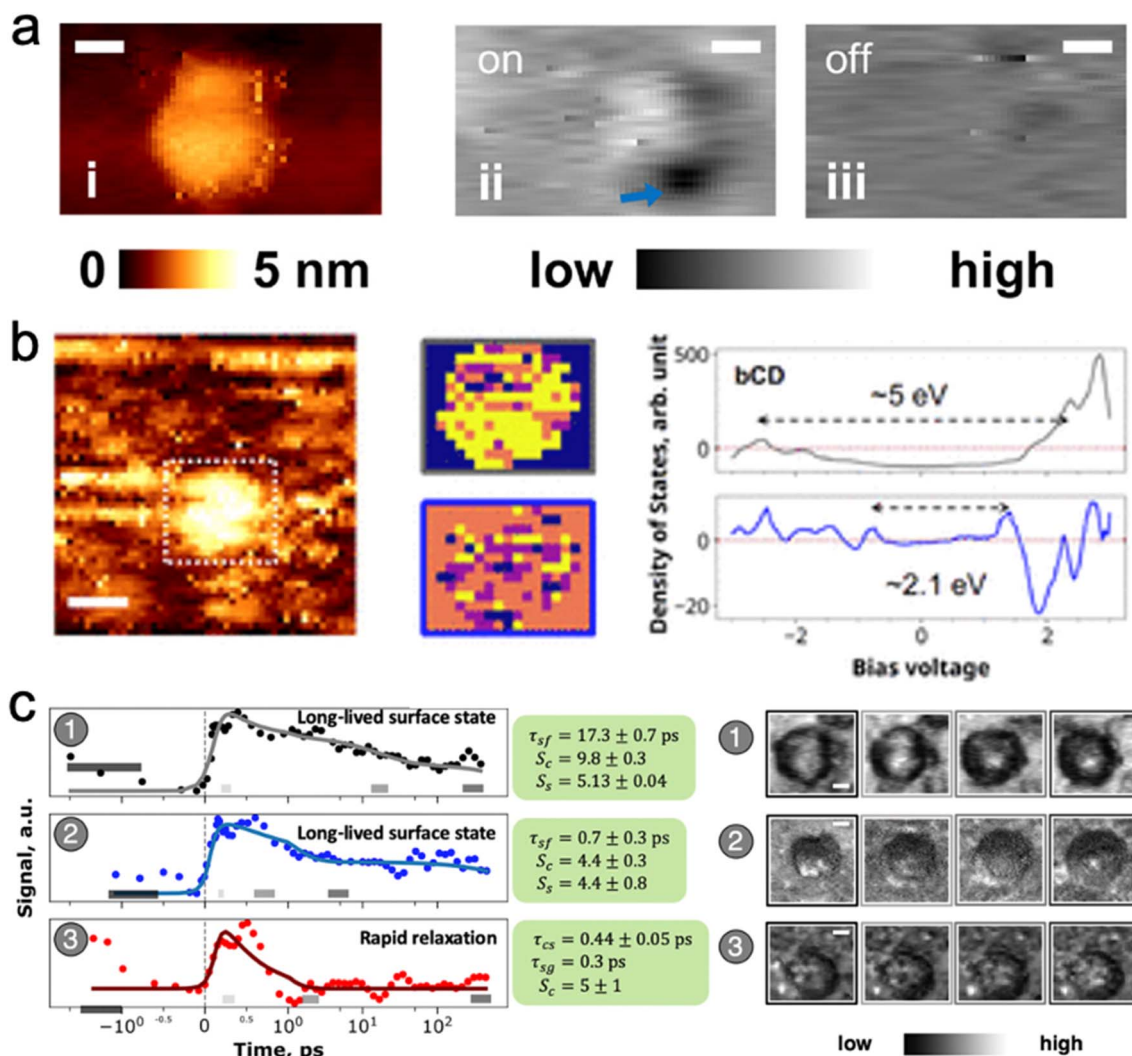 a
i
on
ii
off
iii
0 5 nm
low high
b
bCD
~5 eV
500
0
~2.1 eV
0
−20
−2 0 2
Density of States, arb. unit
Bias voltage
c
1
Long-lived surface state
τsf = 17.3 ± 0.7 ps
Sc = 9.8 ± 0.3
Ss = 5.13 ± 0.04
1
2
Long-lived surface state
τsf = 0.7 ± 0.3 ps
Sc = 4.4 ± 0.3
Ss = 4.4 ± 0.8
2
3
Rapid relaxation
τcs = 0.44 ± 0.05 ps
τsg = 0.3 ps
Sc = 5 ± 1
3
Signal, a.u.
−10⁰ -0.5 0 0.5 10⁰ 10¹ 10²
Time, ps
low high